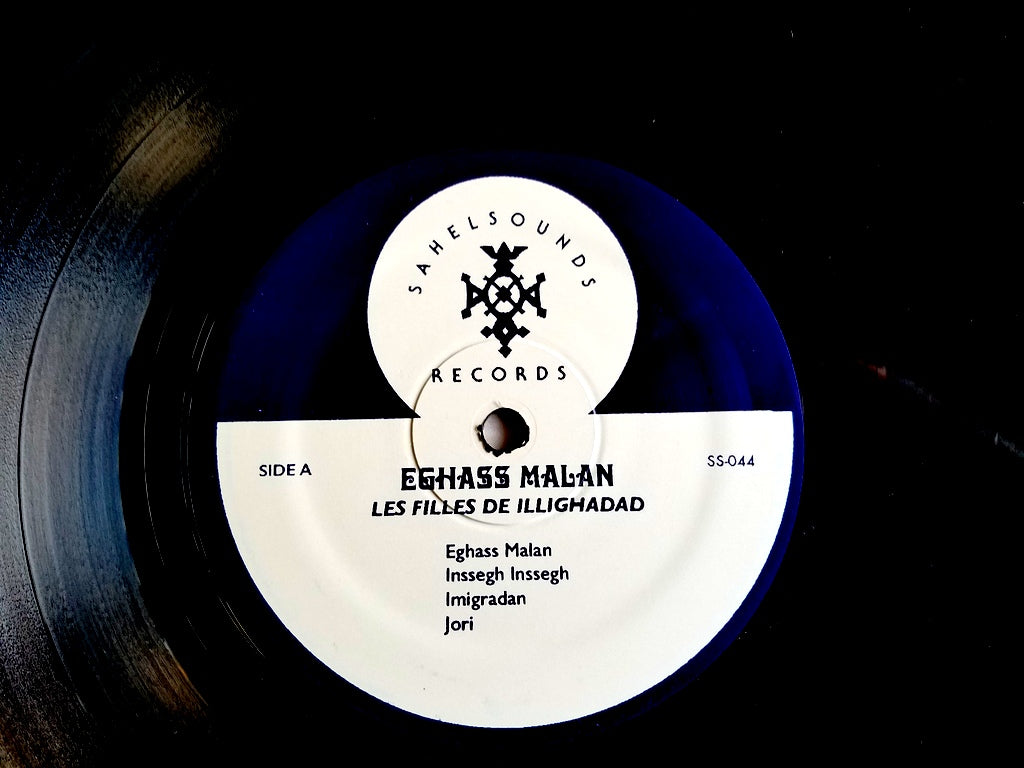 SAHELSOUNDS
RECORDS
SIDE A
SS-044
EGHASS MALAN
LES FILLES DE ILLIGHADAD
Eghass Malan
Inssegh Inssegh
Imigradan
Jori